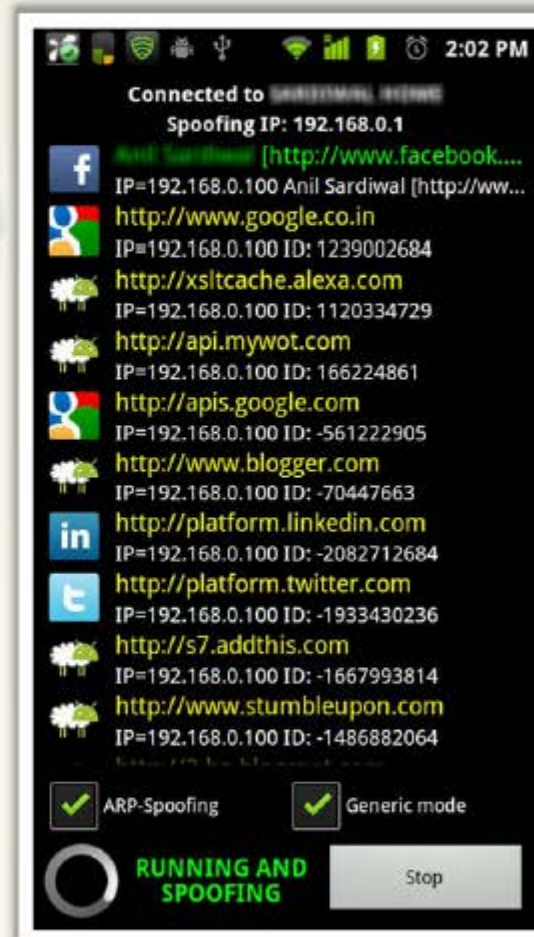 2:02 PM
Connected to
Spoofing IP: 192.168.0.1
[http://www.facebook....
IP=192.168.0.100 Anil Sardiwal [http://ww...
http://www.google.co.in
IP=192.168.0.100 ID: 1239002684
http://xsltcache.alexa.com
IP=192.168.0.100 ID: 1120334729
http://api.mywot.com
IP=192.168.0.100 ID: 166224861
http://apis.google.com
IP=192.168.0.100 ID: -561222905
http://www.blogger.com
IP=192.168.0.100 ID: -70447663
in
http://platform.linkedin.com
IP=192.168.0.100 ID: -2082712684
http://platform.twitter.com
IP=192.168.0.100 ID: -1933430236
http://s7.addthis.com
IP=192.168.0.100 ID: -1667993814
http://www.stumbleupon.com
IP=192.168.0.100 ID: -1486882064
ARP-Spoofing
Generic mode
RUNNING AND
SPOOFING
Stop